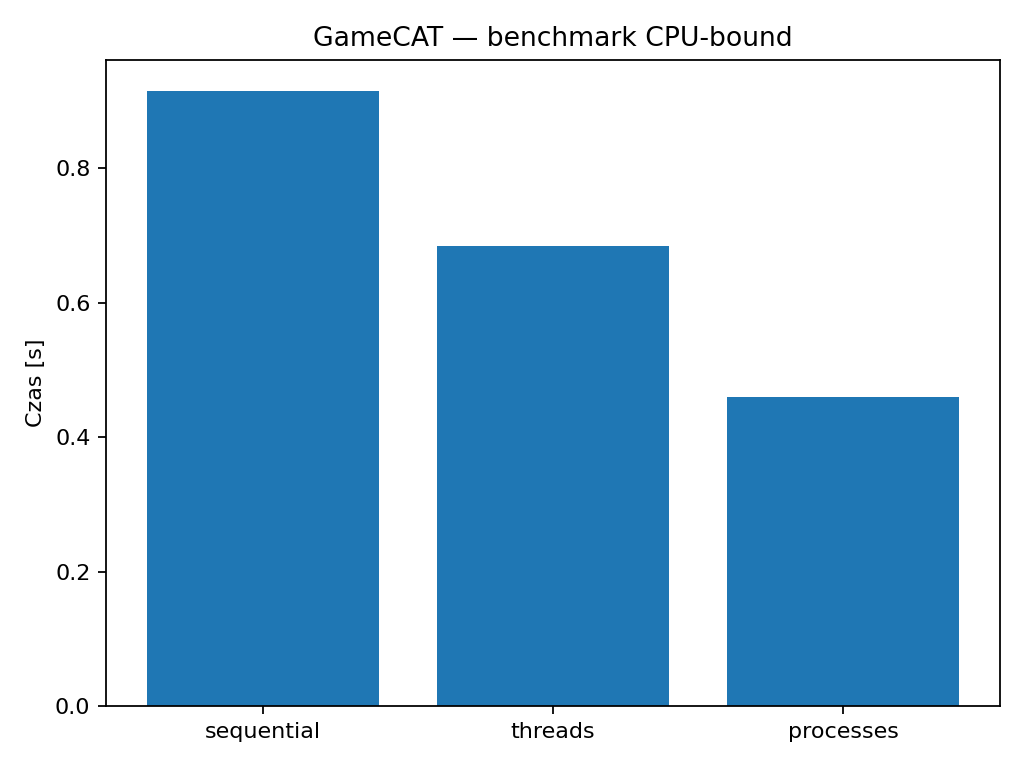 GameCAT — benchmark CPU-bound
Czas [s]
0.8
0.6
0.4
0.2
0.0
sequential threads processes